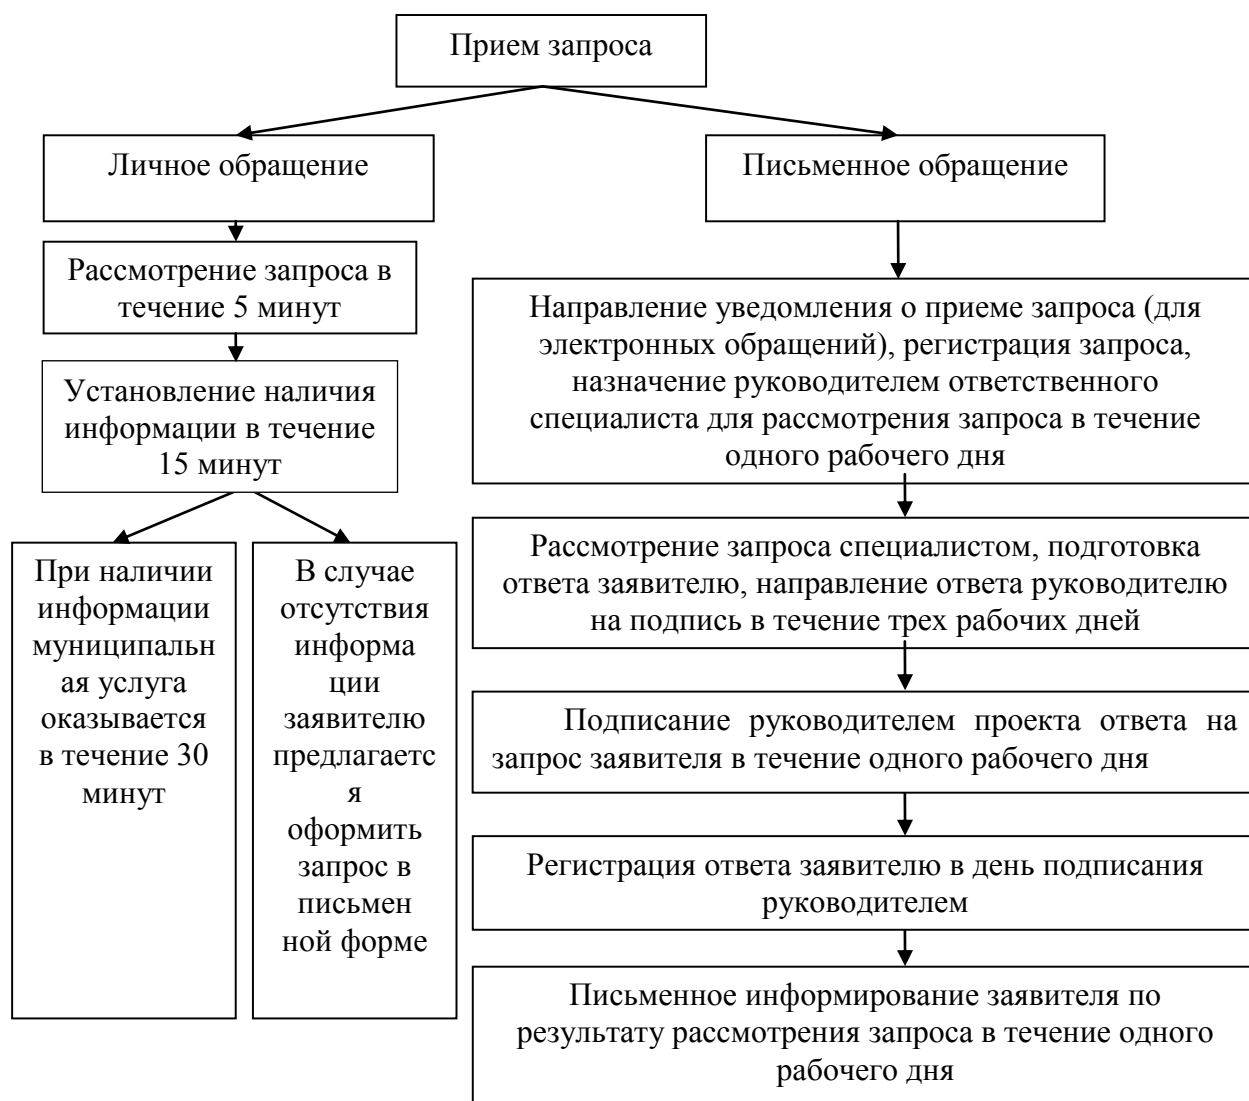 Прием запроса
Личное обращение
Письменное обращение
Рассмотрение запроса в
течение 5 минут
Установление наличия
информации в течение
15 минут
При наличии
информации
муниципальн
ая услуга
оказывается
в течение 30
минут
В случае
отсутствия
информа
ции
заявителю
предлагаетс
я
оформить
запрос в
письмен
ной форме
Направление уведомления о приеме запроса (для
электронных обращений), регистрация запроса,
назначение руководителем ответственного
специалиста для рассмотрения запроса в течение
одного рабочего дня
Рассмотрение запроса специалистом, подготовка
ответа заявителю, направление ответа руководителю
на подпись в течение трех рабочих дней
Подписание руководителем проекта ответа на
запрос заявителя в течение одного рабочего дня
Регистрация ответа заявителю в день подписания
руководителем
Письменное информирование заявителя по
результату рассмотрения запроса в течение одного
рабочего дня